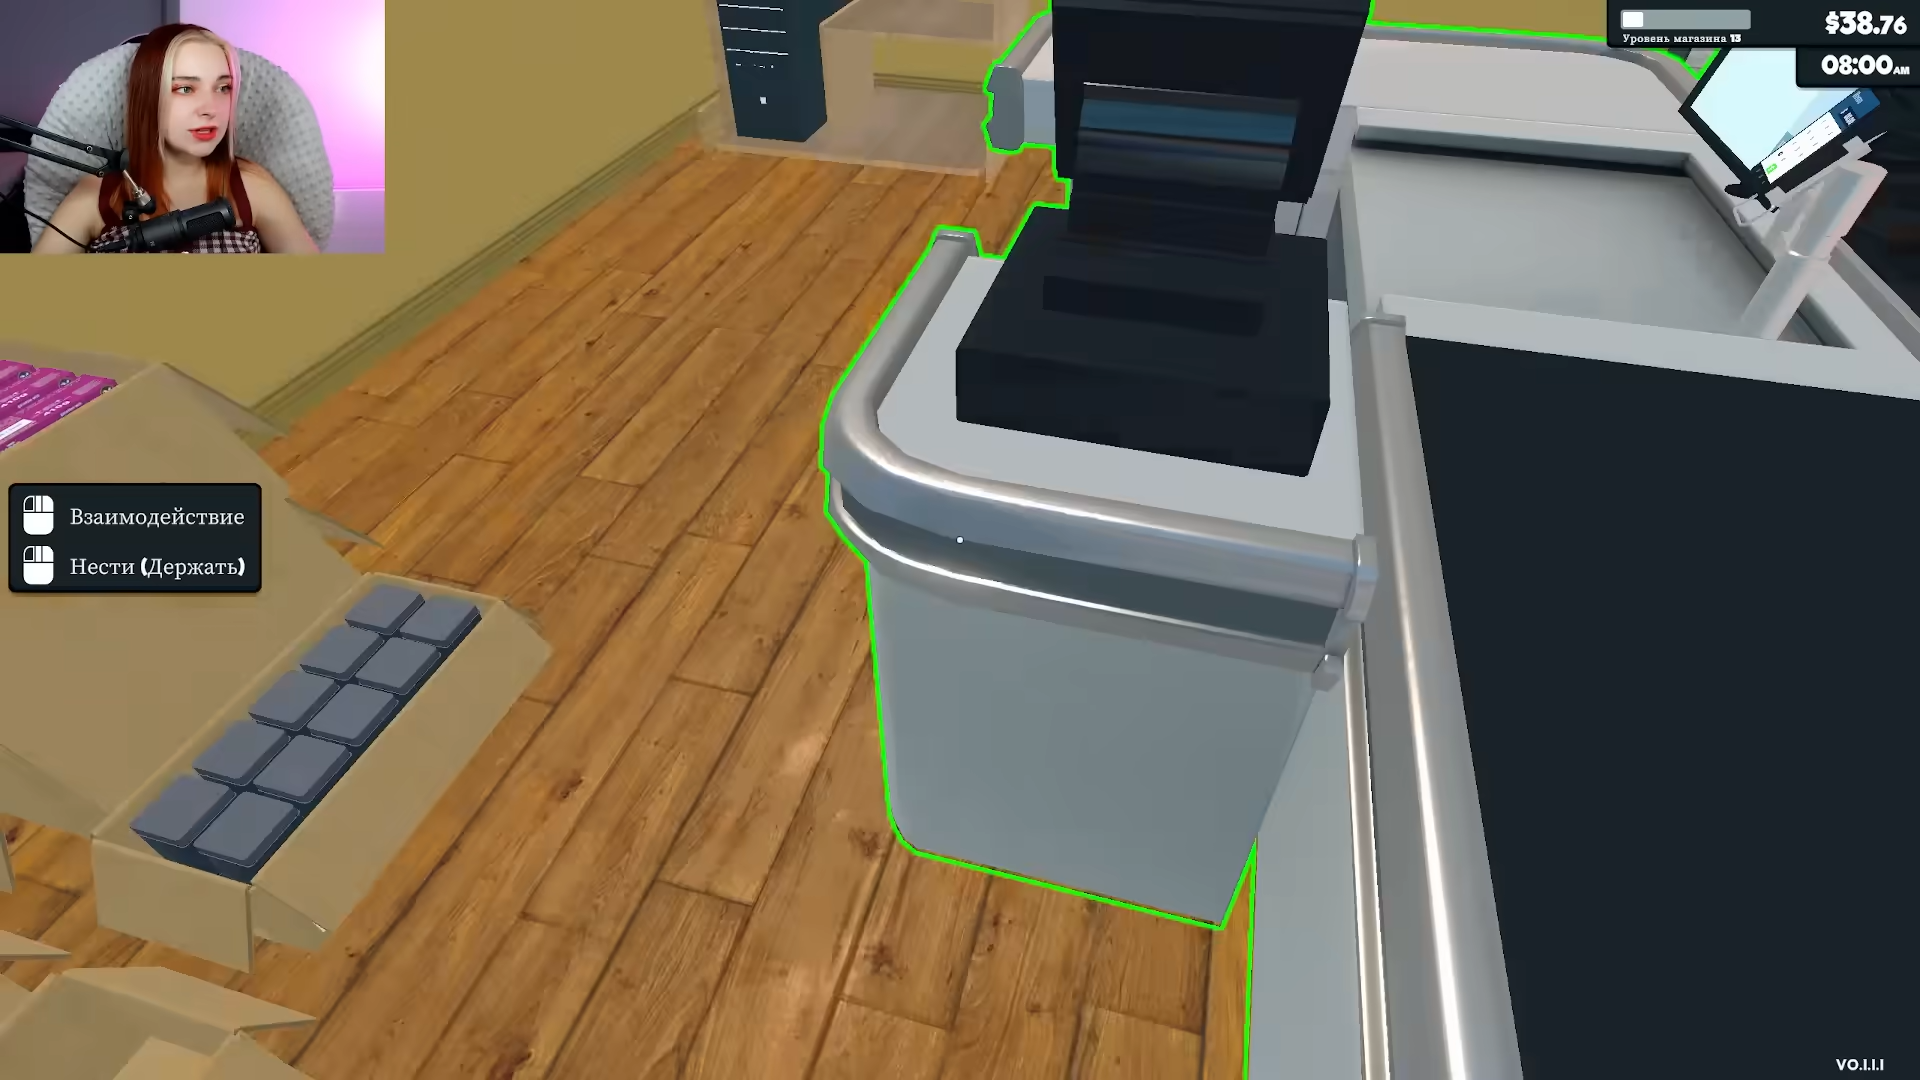 $38.76
Уровень магазина 13
08:00AM
Взаимодействие
Нести (Держать)
V0.1.1.1